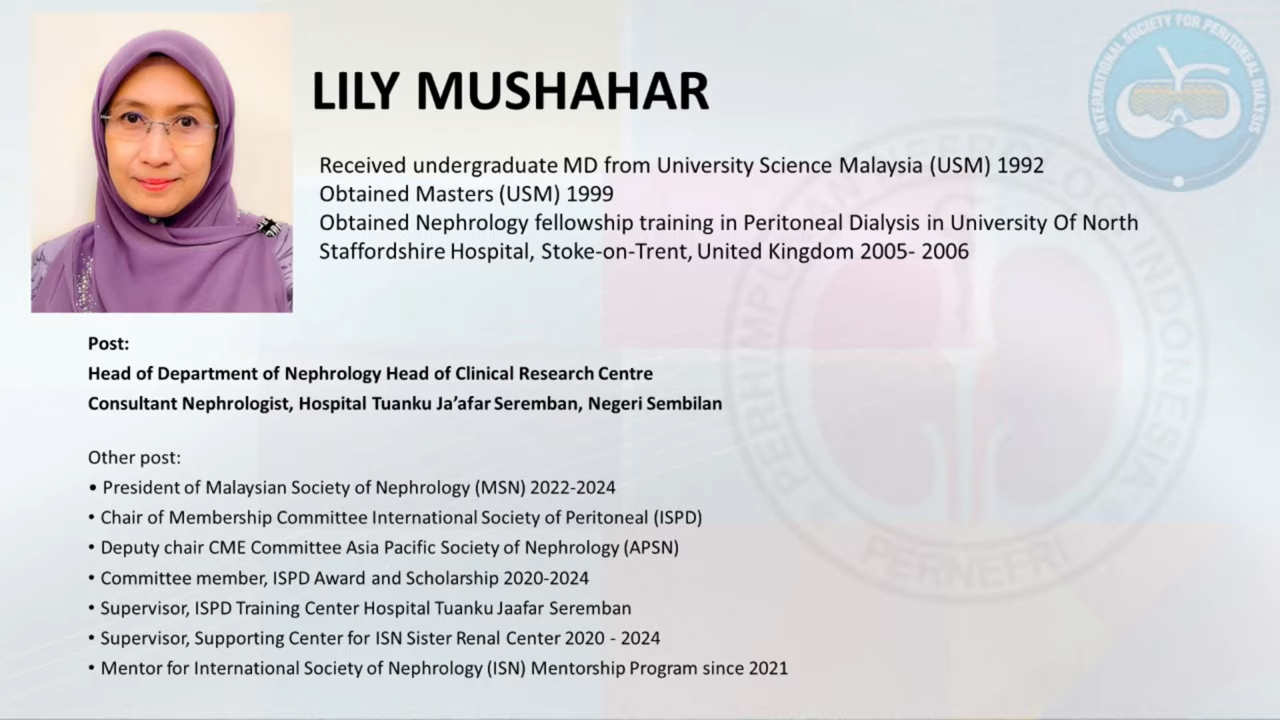 LILY MUSHAHAR
INTERNATIONAL SOCIETY FOR PERITONEAL DIALYSIS
Received undergraduate MD from University Science Malaysia (USM) 1992
Obtained Masters (USM) 1999
Obtained Nephrology fellowship training in Peritoneal Dialysis in University Of North
Staffordshire Hospital, Stoke-on-Trent, United Kingdom 2005- 2006
Post:
Head of Department of Nephrology Head of Clinical Research Centre
Consultant Nephrologist, Hospital Tuanku Ja’afar Seremban, Negeri Sembilan
Other post:
• President of Malaysian Society of Nephrology (MSN) 2022-2024
• Chair of Membership Committee International Society of Peritoneal (ISPD)
• Deputy chair CME Committee Asia Pacific Society of Nephrology (APSN)
• Committee member, ISPD Award and Scholarship 2020-2024
• Supervisor, ISPD Training Center Hospital Tuanku Jaafar Seremban
• Supervisor, Supporting Center for ISN Sister Renal Center 2020 - 2024
• Mentor for International Society of Nephrology (ISN) Mentorship Program since 2021
PERHIMPUNAN NEFROLOGI INDONESIA
PERNEFRI